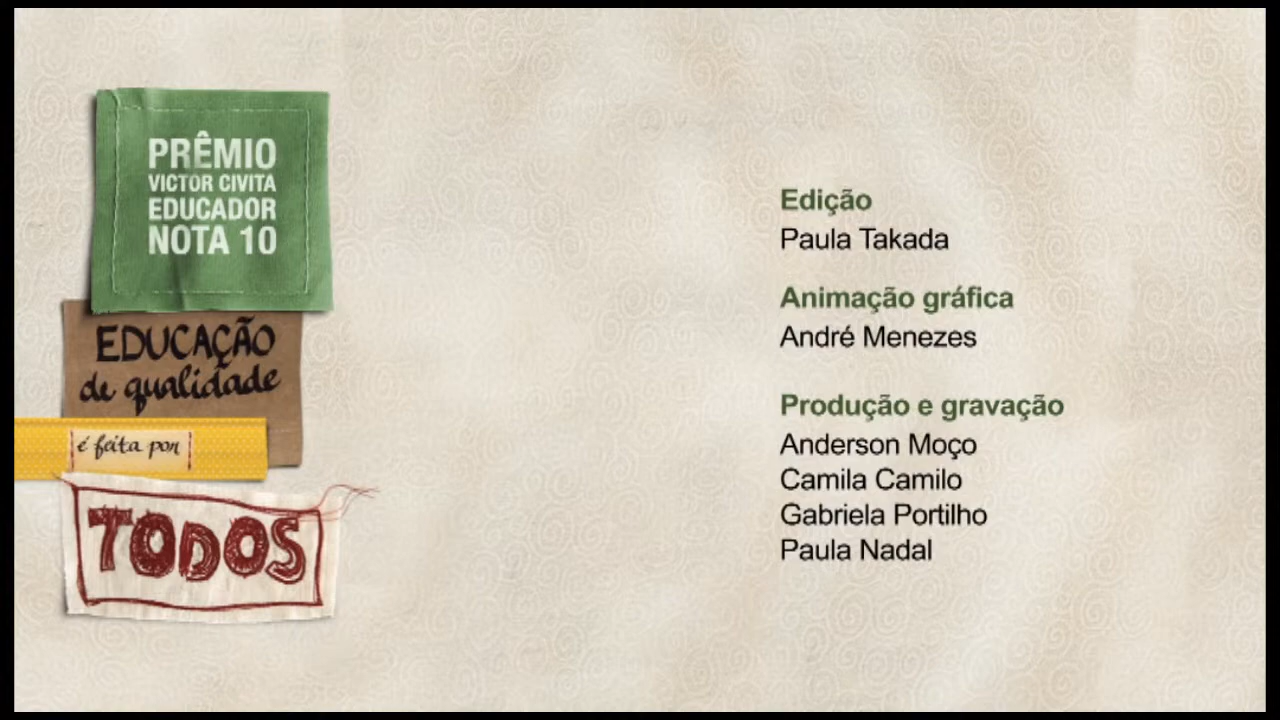 PRÊMIO
VICTOR CIVITA
EDUCADOR
NOTA 10
EDUCAÇÃO
de qualidade
é feita por
TODOS
Edição
Paula Takada
Animação gráfica
André Menezes
Produção e gravação
Anderson Moço
Camila Camilo
Gabriela Portilho
Paula Nadal